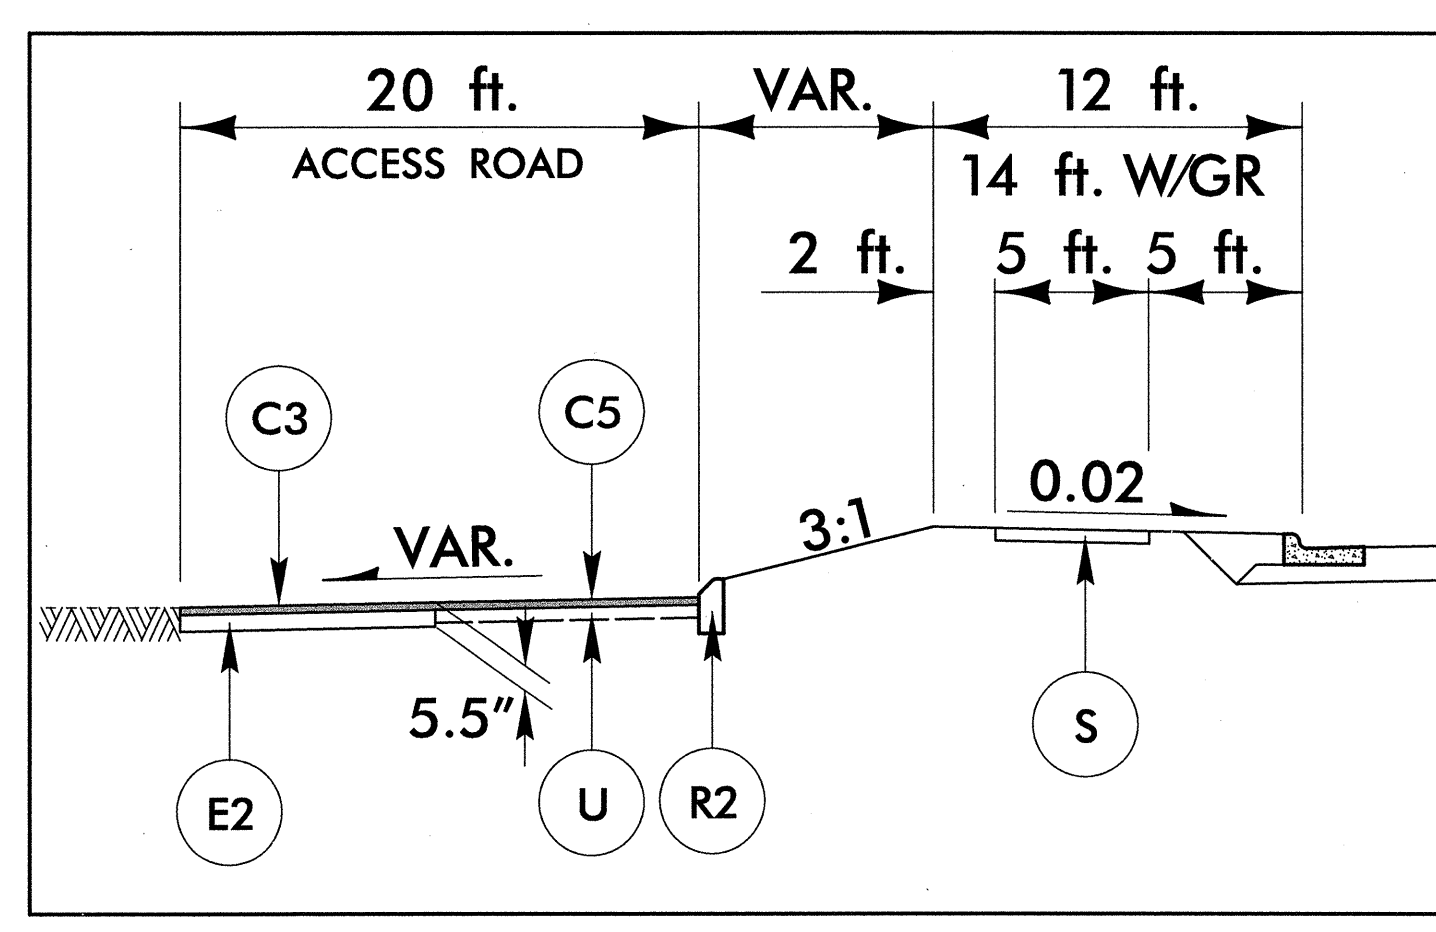 20 ft. VAR. 12 ft.
ACCESS ROAD 14 ft. W/GR
2 ft. 5 ft. 5 ft.
C3 C5
0.02
3:1
VAR.
5.5"
S
E2 U R2